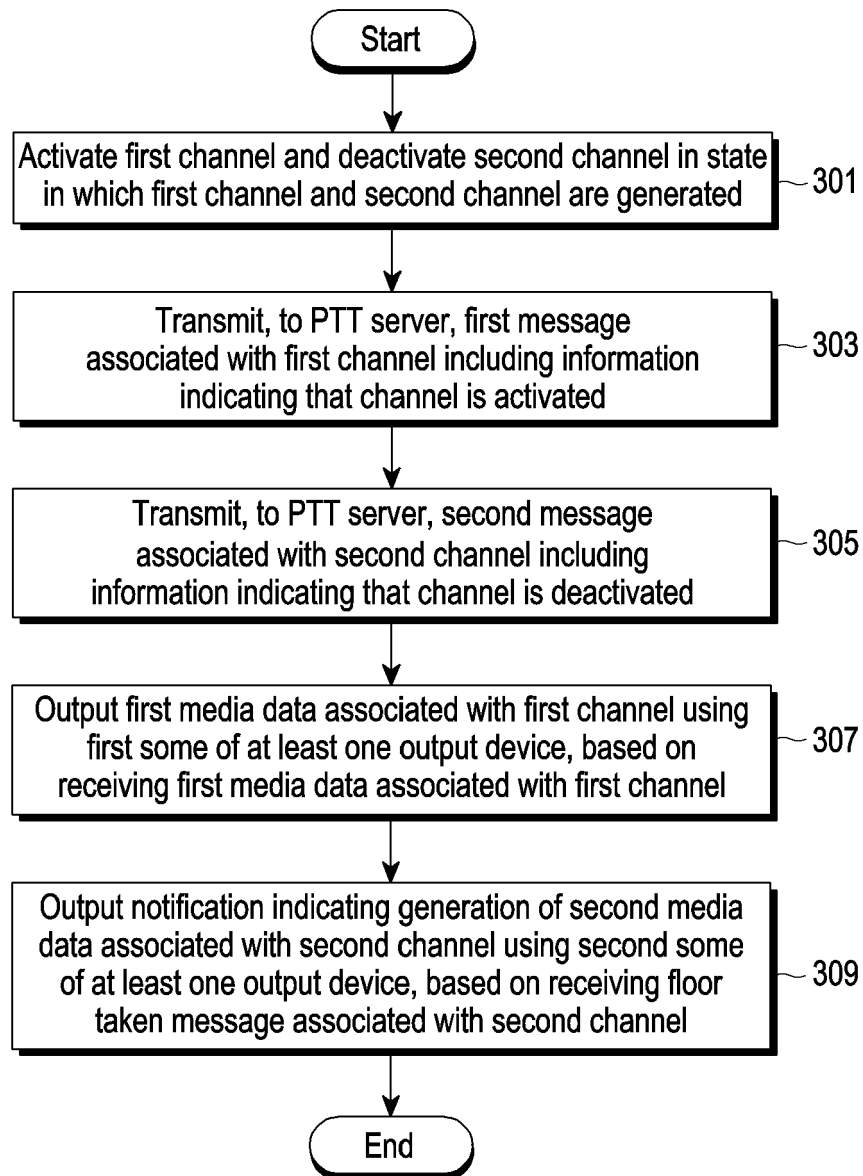 Start
Activate first channel and deactivate second channel in state
in which first channel and second channel are generated
301
Transmit, to PTT server, first message
associated with first channel including information
indicating that channel is activated
303
Transmit, to PTT server, second message
associated with second channel including
information indicating that channel is deactivated
305
Output first media data associated with first channel using
first some of at least one output device, based on
receiving first media data associated with first channel
307
Output notification indicating generation of second media
data associated with second channel using second some
of at least one output device, based on receiving floor
taken message associated with second channel
309
End